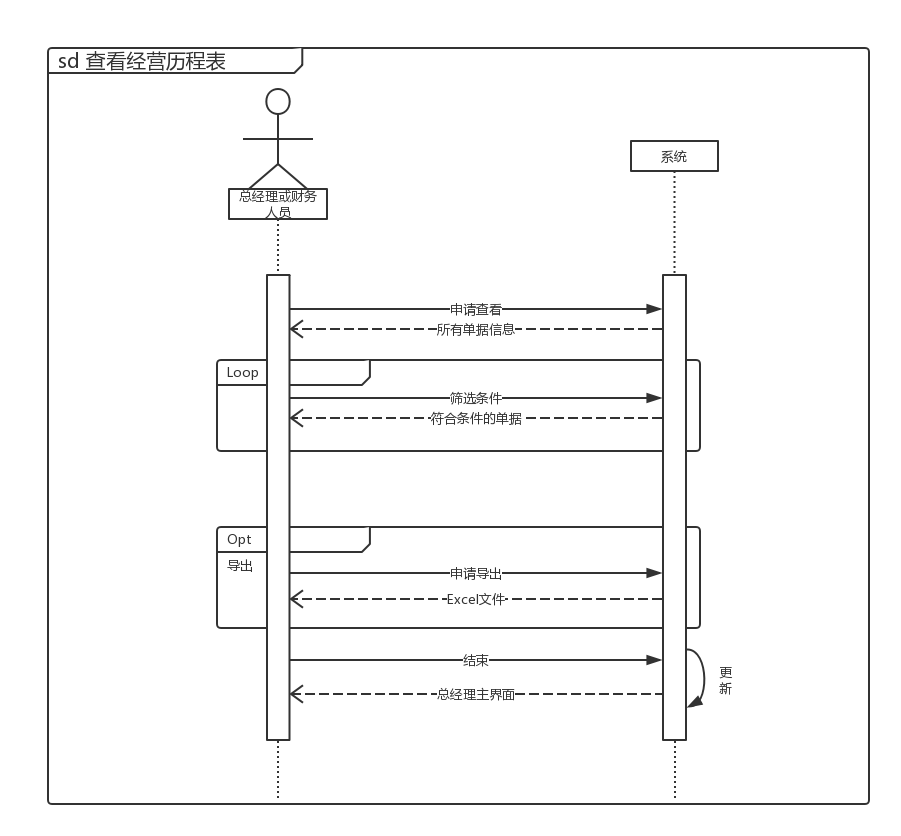 sd 查看经营历程表
系统
总经理或财务
人员
申请查看
所有单据信息
Loop
筛选条件
符合条件的单据
Opt
导出
申请导出
Excel文件
结束
更
新
总经理主界面